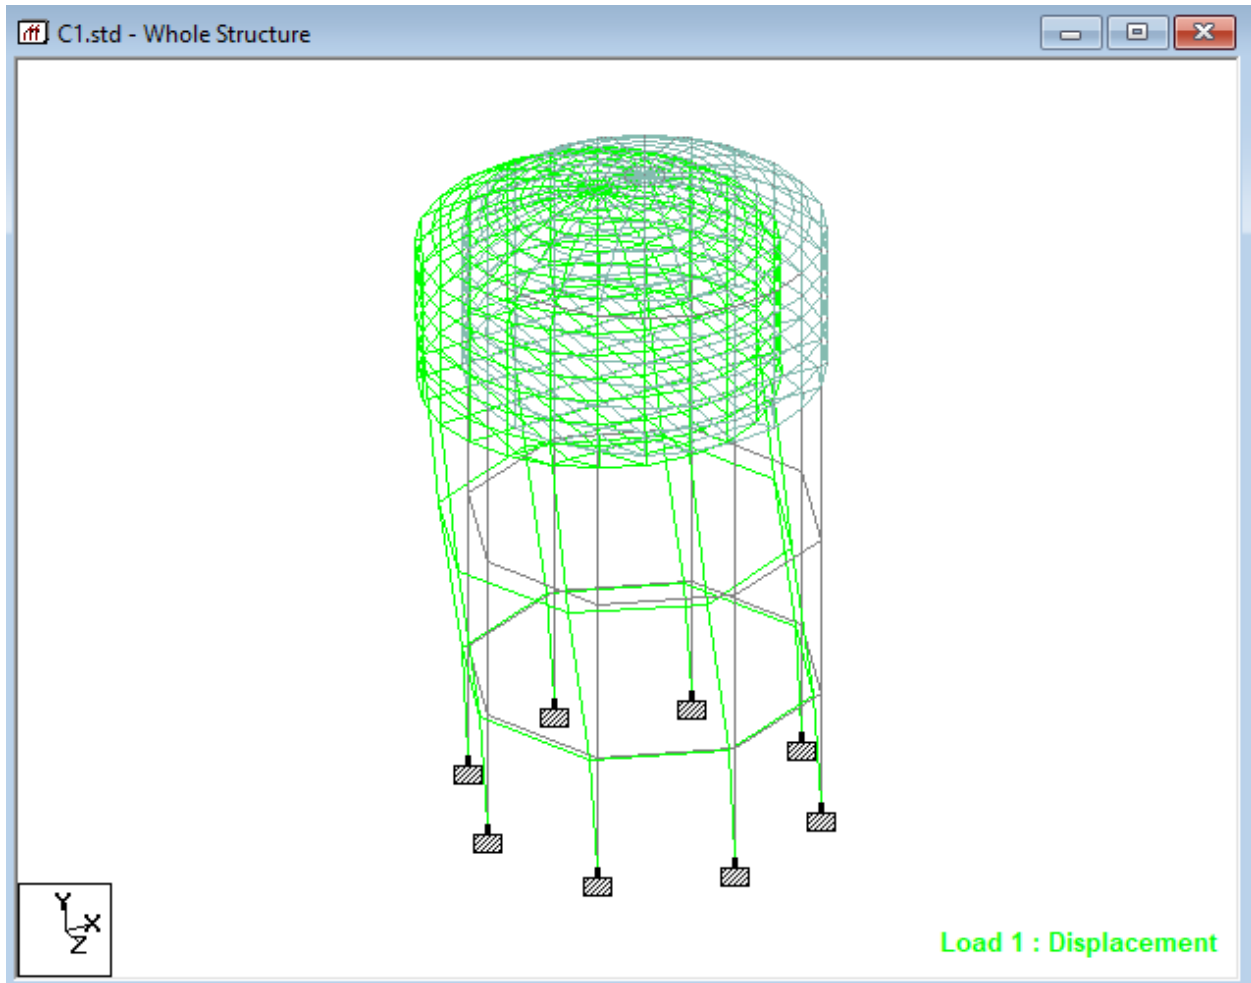 C1.std - Whole Structure
Y
X
Z
Load 1 : Displacement